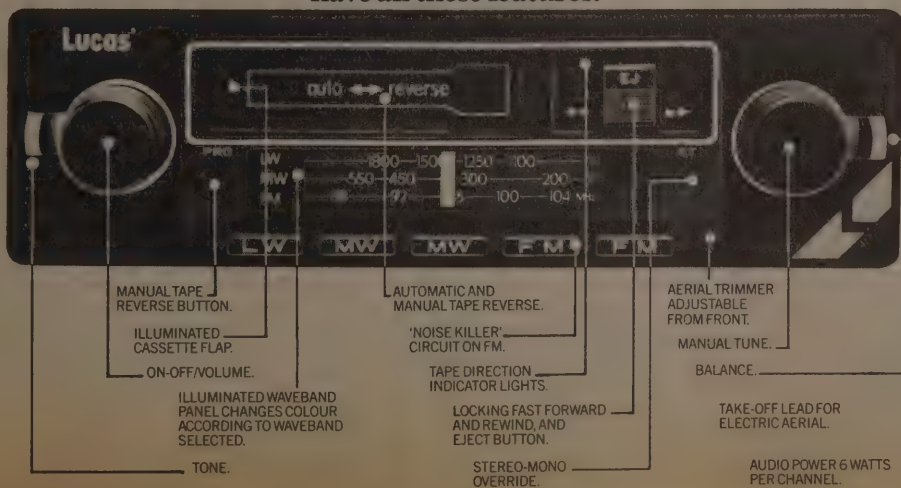 Lucas
auto reverse
EJ
PRO
ST
LW 1800 1500 1250 1100
MW 550 450 300 200
FM 100 104 MHz
LW MW MW FM FM
MANUAL TAPE
REVERSE BUTTON.
ILLUMINATED
CASSETTE FLAP.
ON-OFF/VOLUME.
ILLUMINATED WAVEBAND
PANEL CHANGES COLOUR
ACCORDING TO WAVEBAND
SELECTED.
TONE.
AUTOMATIC AND
MANUAL TAPE REVERSE.
'NOISE KILLER'
CIRCUIT ON FM.
TAPE DIRECTION
INDICATOR LIGHTS.
LOCKING FAST FORWARD
AND REWIND, AND
EJECT BUTTON.
STEREO-MONO
OVERRIDE.
AERIAL TRIMMER
ADJUSTABLE
FROM FRONT.
MANUAL TUNE.
BALANCE.
TAKE-OFF LEAD FOR
ELECTRIC AERIAL.
AUDIO POWER 6 WATTS
PER CHANNEL.